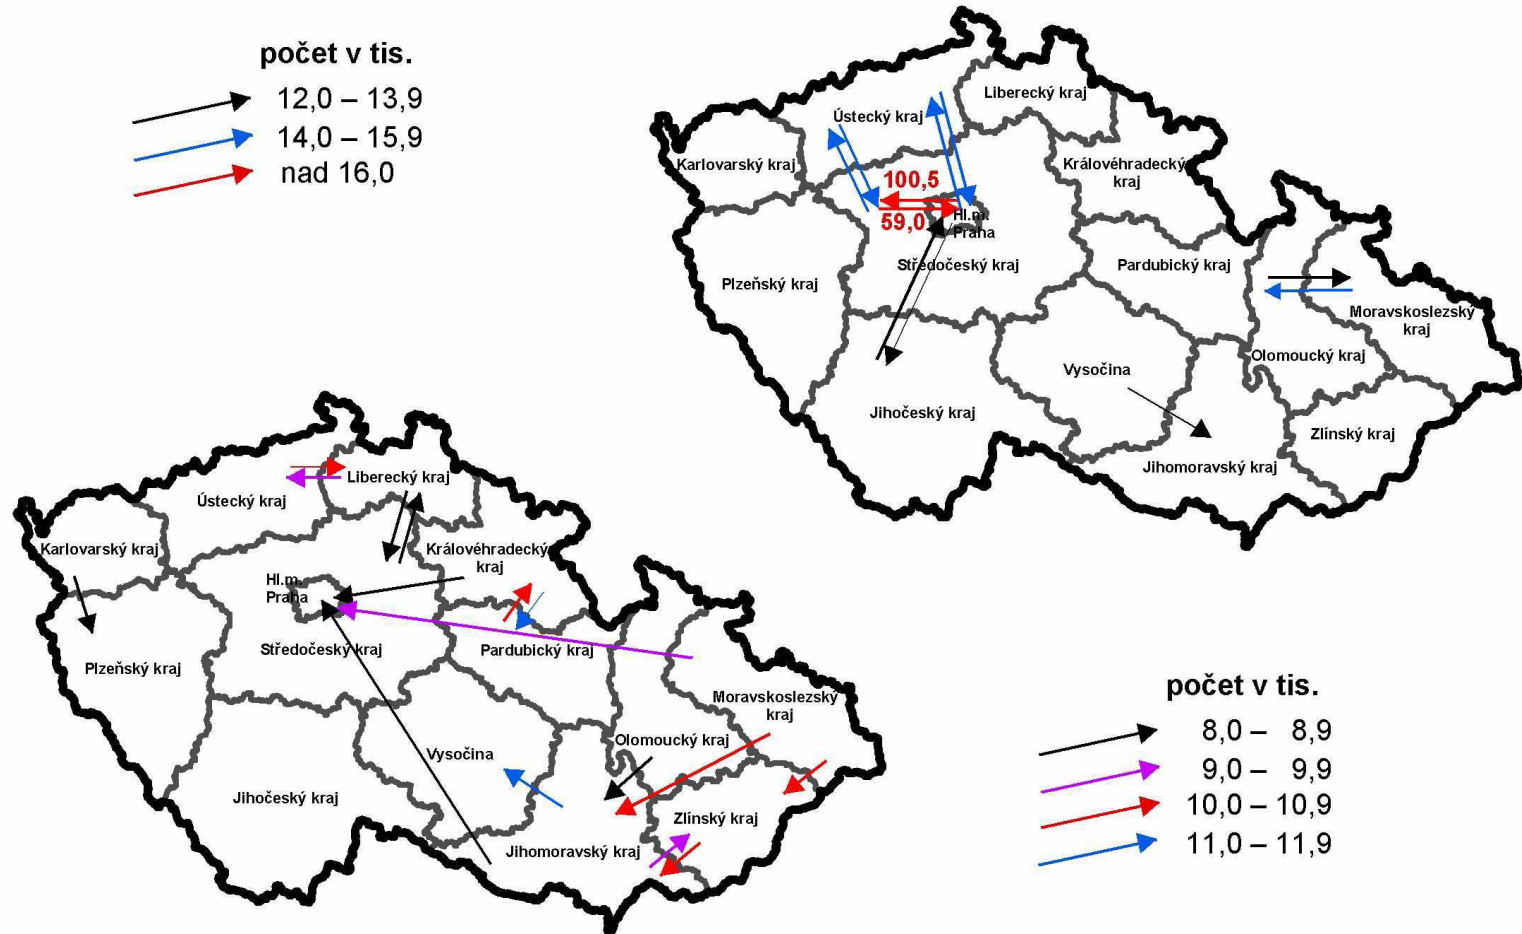 počet v tis.
12,0 – 13,9
14,0 – 15,9
nad 16,0
Liberecký kraj
Ústecký kraj
Karlovarský kraj
Královéhradecký
kraj
100,5
59,0
Hl.m.
Praha
Středočeský kraj
Plzeňský kraj
Pardubický kraj
Moravskoslezský
kraj
Olomoucký kraj
Vysočina
Jihočeský kraj
Zlínský kraj
Jihomoravský kraj
Liberecký kraj
Ústecký kraj
Karlovarský kraj
Královéhradecký
kraj
Hl.m.
Praha
Středočeský kraj
Pardubický kraj
Plzeňský kraj
Moravskoslezský
kraj
Olomoucký kraj
Vysočina
Jihočeský kraj
Zlínský kraj
Jihomoravský kraj
počet v tis.
8,0 – 8,9
9,0 – 9,9
10,0 – 10,9
11,0 – 11,9